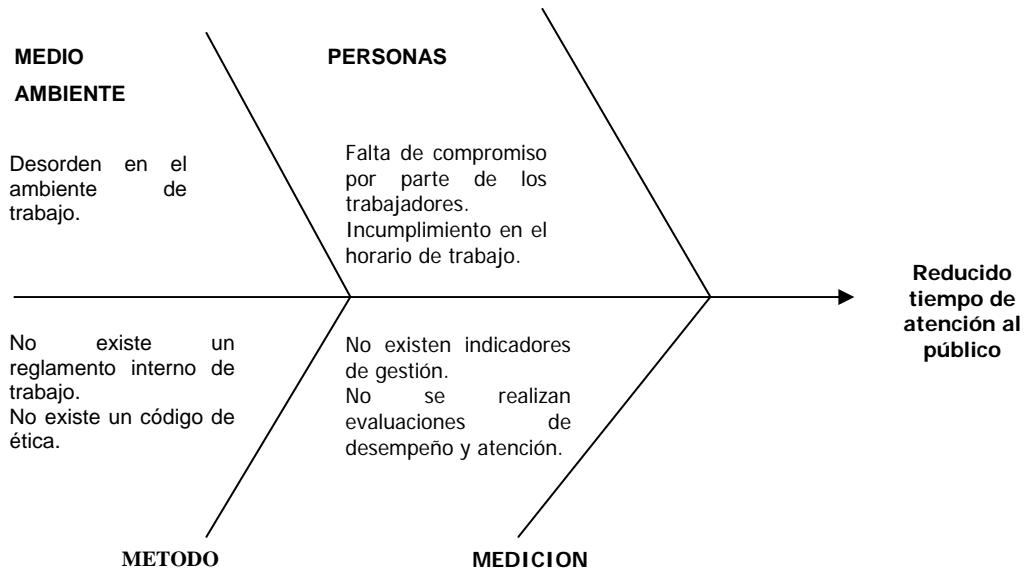 MEDIO
AMBIENTE
Desorden en el
ambiente de
trabajo.
PERSONAS
Falta de compromiso
por parte de los
trabajadores.
Incumplimiento en el
horario de trabajo.
Reducido
tiempo de
atención al
público
No existe un
reglamento interno de
trabajo.
No existe un código de
ética.
METODO
No existen indicadores
de gestión.
No se realizan
evaluaciones de
desempeño y atención.
MEDICION